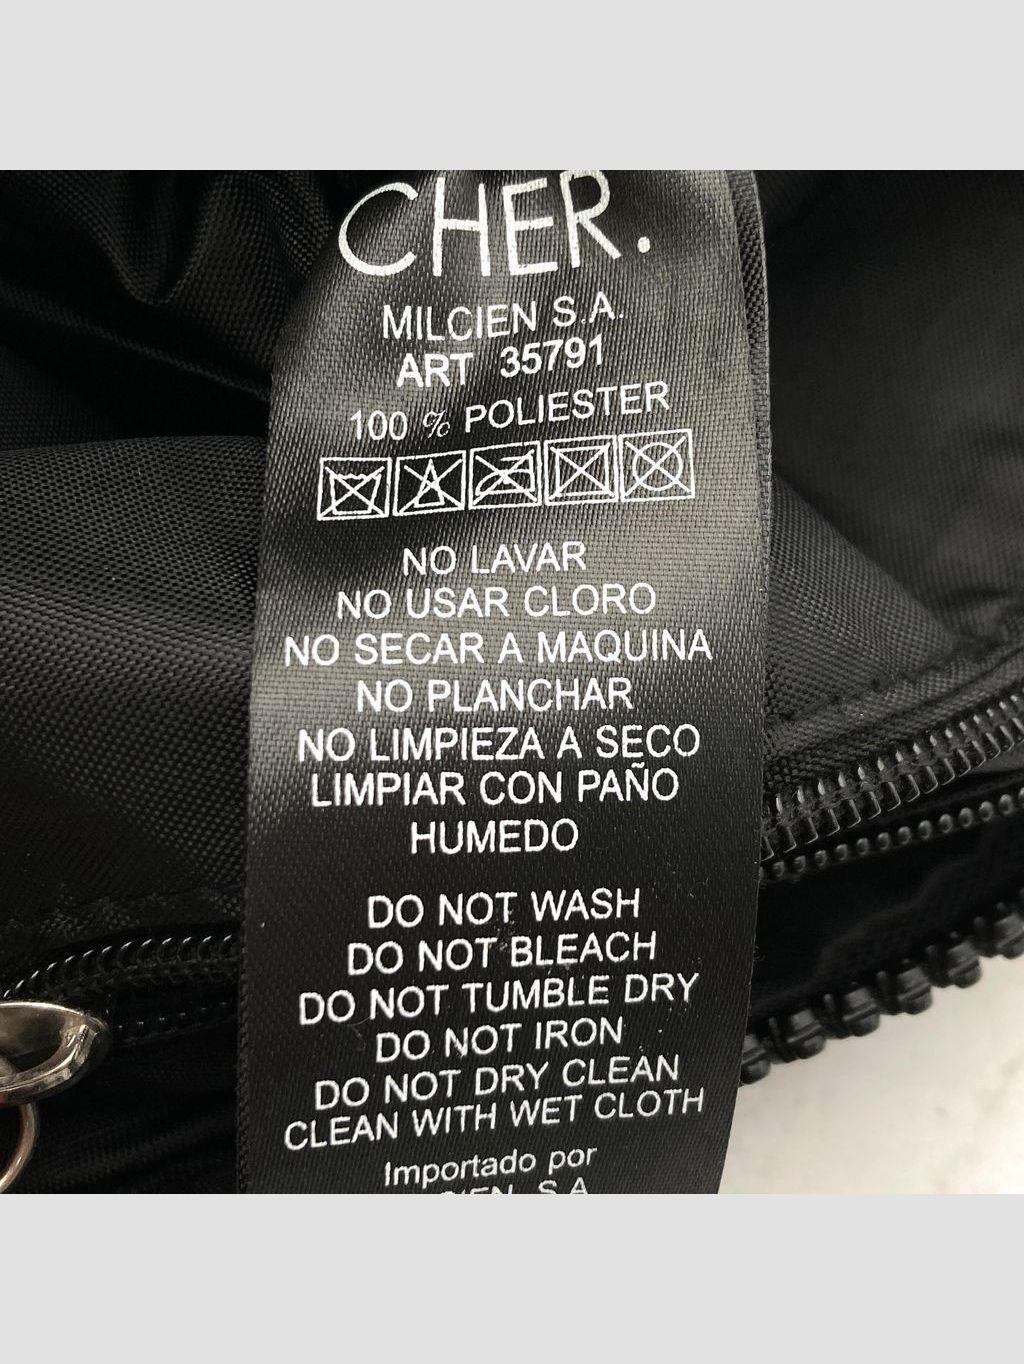 CHER.
MILCIEN S.A.
ART 35791
100 % POLIESTER
NO LAVAR
NO USAR CLORO
NO SECAR A MAQUINA
NO PLANCHAR
NO LIMPIEZA A SECO
LIMPIAR CON PAÑO
HUMEDO
DO NOT WASH
DO NOT BLEACH
DO NOT TUMBLE DRY
DO NOT IRON
DO NOT DRY CLEAN
CLEAN WITH WET CLOTH
Importado por
S.A.